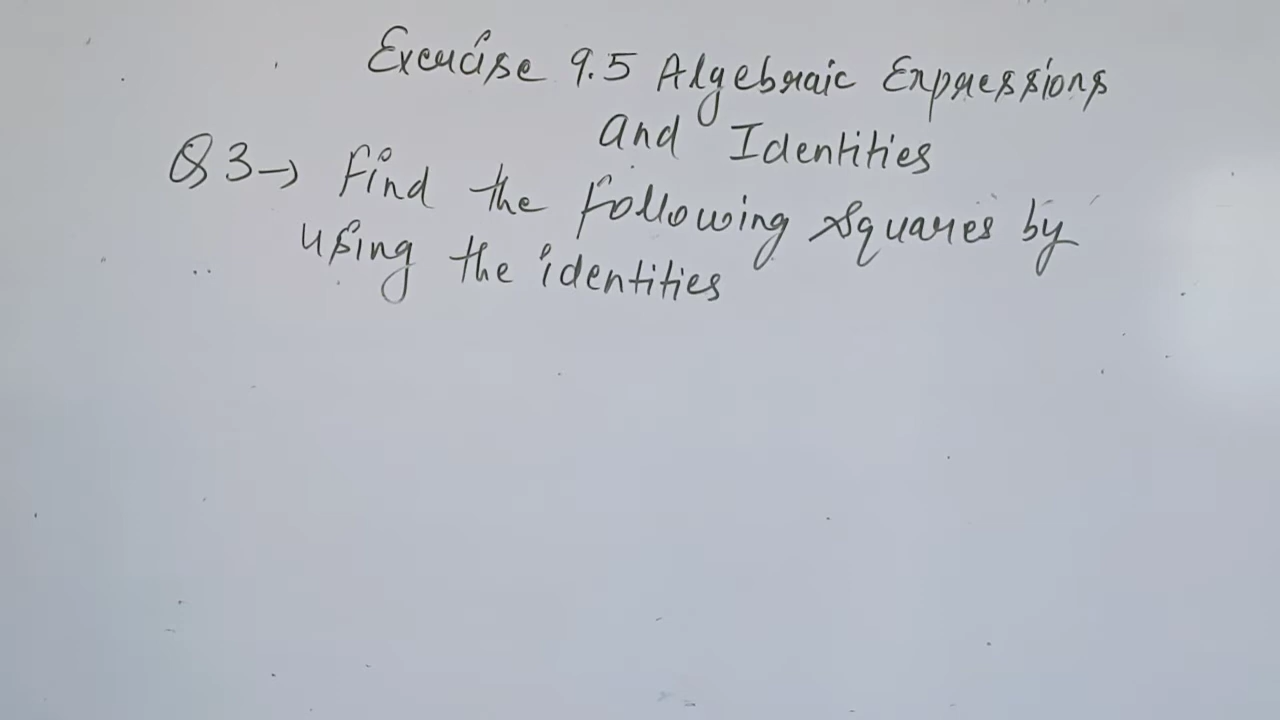 Exercise 9.5 Algebraic Expressions
and Identities
Q3→ Find the following squares by
using the identities